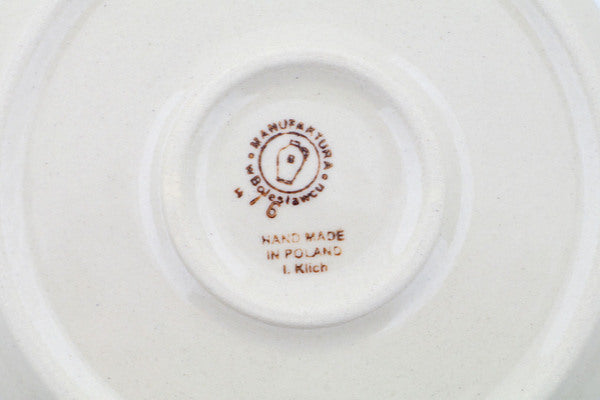 MANUFAKTURA
w Bolesławcu
HAND MADE
IN POLAND
I. Kitch